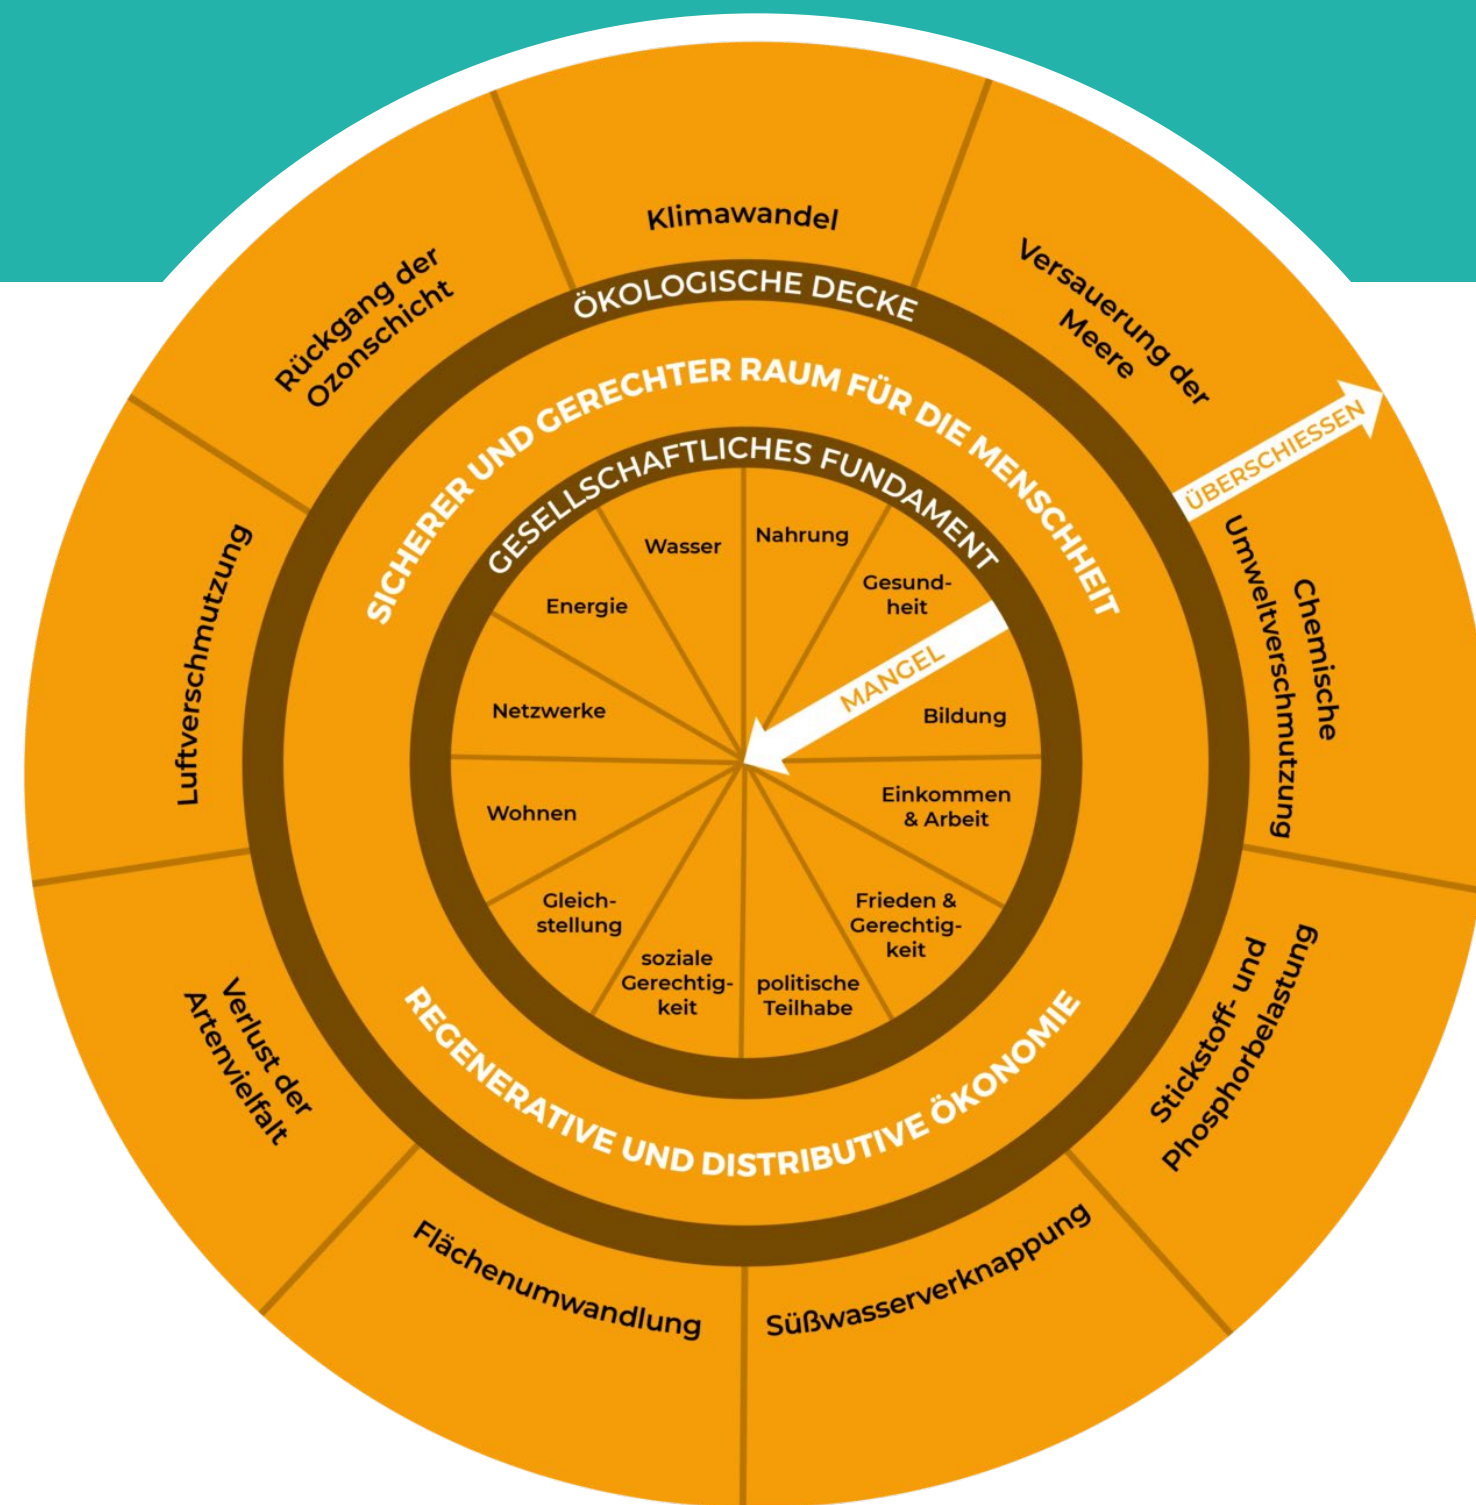 Klimawandel
Versauerung der
Meere
ÜBERSCHIESSEN
Chemische
Umweltverschmutzung
Stickstoff- und
Phosphorbelastung
Süßwasserverknappung
Flächenumwandlung
Verlust der
Artenvielfalt
Luftverschmutzung
Rückgang der
Ozonschicht
ÖKOLOGISCHE DECKE
SICHERER UND GERECHTER RAUM FÜR DIE MENSCHHEIT
GESELLSCHAFTLICHES FUNDAMENT
Wasser
Nahrung
Gesund-
heit
MANGEL
Bildung
Einkommen
& Arbeit
Frieden &
Gerechtig-
keit
politische
Teilhabe
soziale
Gerechtig-
keit
Gleich-
stellung
Wohnen
Netzwerke
Energie
REGENERATIVE UND DISTRIBUTIVE ÖKONOMIE